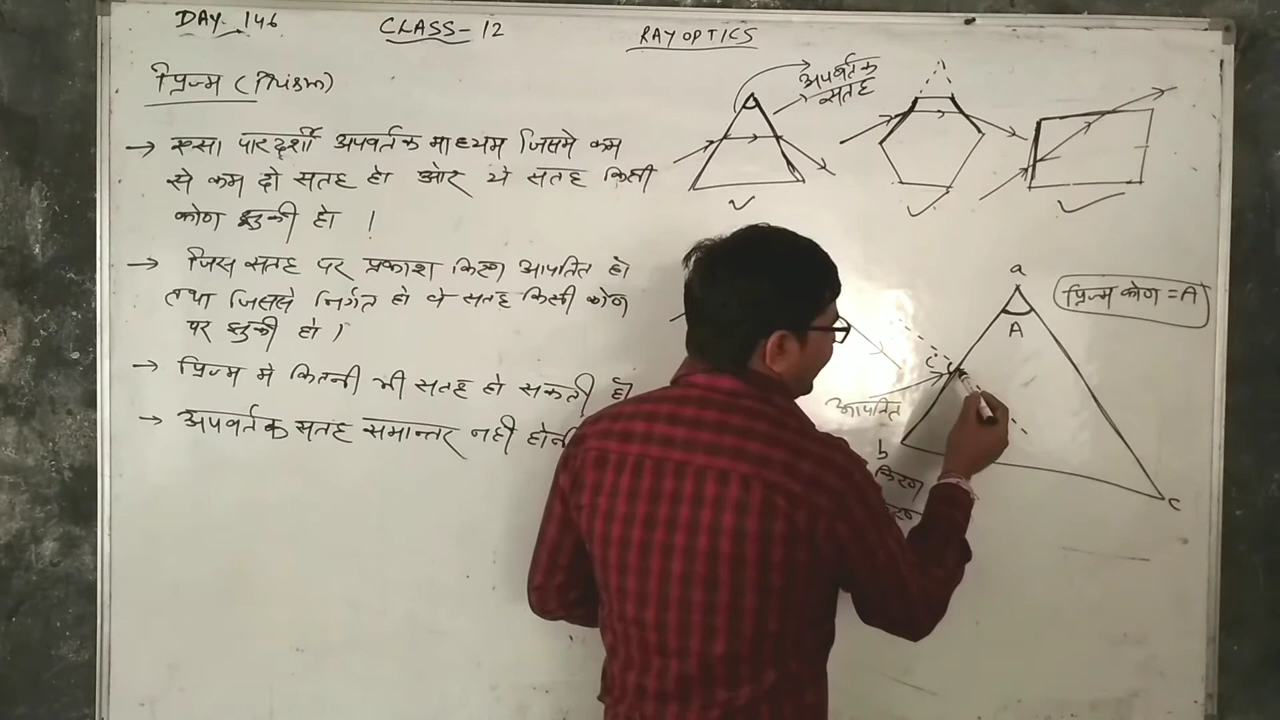 DAY-146
CLASS-12
RAY OPTICS
प्रिज्म (Prism)
→ ऐसा पारदर्शी अपवर्तक माध्यम जिसमे कम
से कम दो सतह हो और ये सतह किसी
कोण झुकी हो ।
→ जिस सतह पर प्रकाश किरण आपतित हो
तथा जिससे निर्गत हो वे सतह किसी कोण
पर झुकी हो ।
→ प्रिज्म मे कितनी भी सतह हो सकती हो
→ अपवर्तक सतह समान्तर नही होनी
अपवर्तक
सतह
a
प्रिज्म कोण = A
A
i
आपतित
b
किरण
c